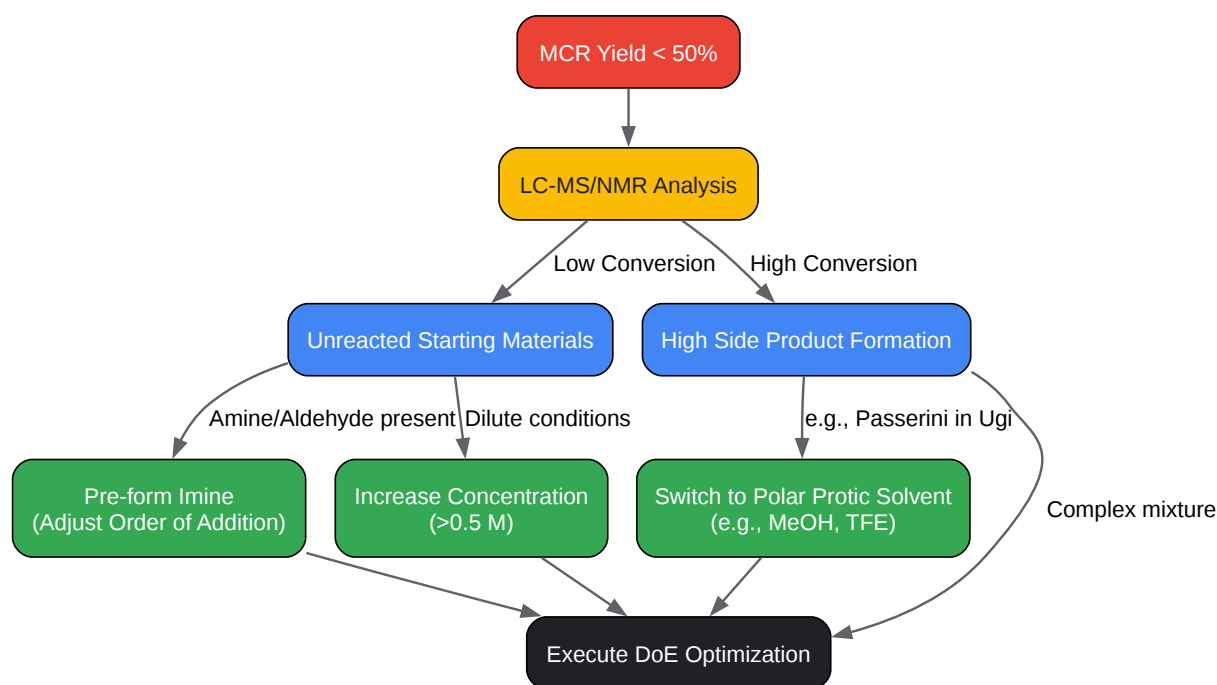 MCR Yield < 50%
LC-MS/NMR Analysis
Low Conversion
High Conversion
Unreacted Starting Materials
High Side Product Formation
Amine/Aldehyde present
Dilute conditions
e.g., Passerini in Ugi
Pre-form Imine
(Adjust Order of Addition)
Increase Concentration
(>0.5 M)
Switch to Polar Protic Solvent
(e.g., MeOH, TFE)
Complex mixture
Execute DoE Optimization